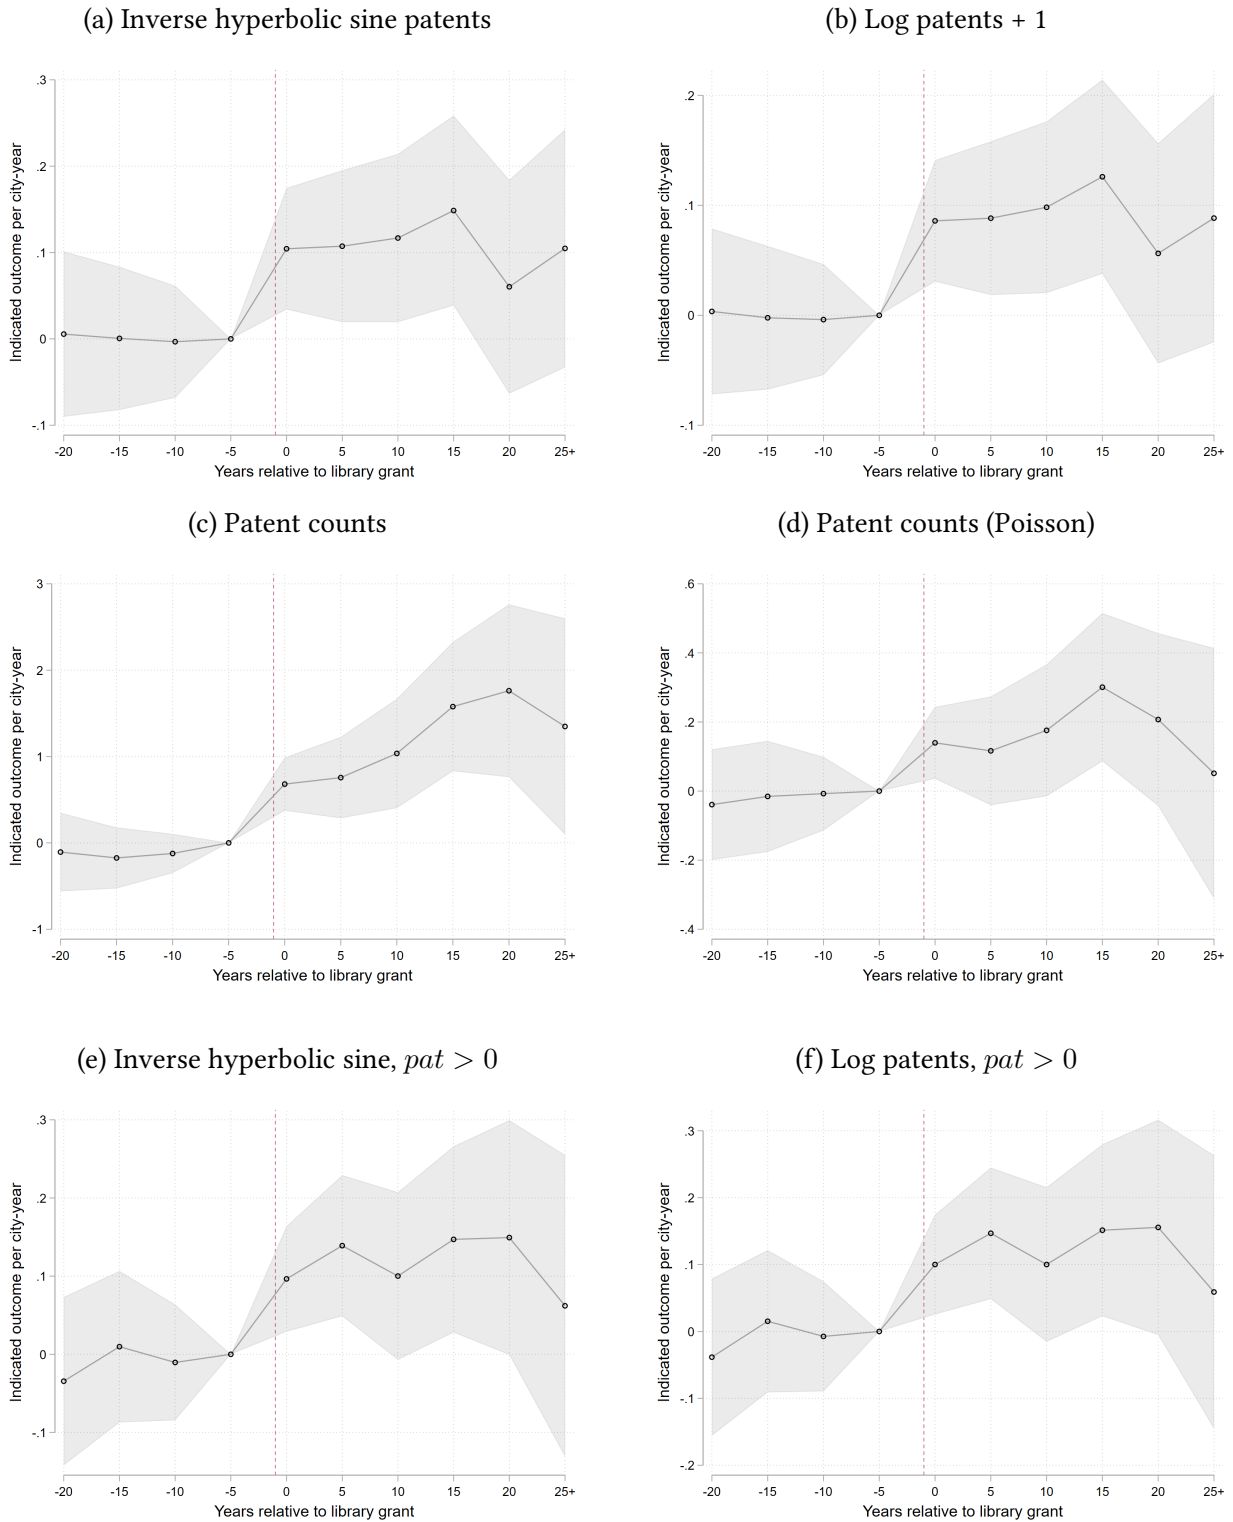 (a) Inverse hyperbolic sine patents
Indicated outcome per city-year
.3
.2
.1
0
-.1
-20 -15 -10 -5 0 5 10 15 20 25+
Years relative to library grant
(b) Log patents + 1
Indicated outcome per city-year
.2
.1
0
-.1
-20 -15 -10 -5 0 5 10 15 20 25+
Years relative to library grant
(c) Patent counts
Indicated outcome per city-year
3
2
1
0
-1
-20 -15 -10 -5 0 5 10 15 20 25+
Years relative to library grant
(d) Patent counts (Poisson)
Indicated outcome per city-year
.6
.4
.2
0
-.2
-.4
-20 -15 -10 -5 0 5 10 15 20 25+
Years relative to library grant
(e) Inverse hyperbolic sine, pat > 0
Indicated outcome per city-year
.3
.2
.1
0
-.1
-20 -15 -10 -5 0 5 10 15 20 25+
Years relative to library grant
(f) Log patents, pat > 0
Indicated outcome per city-year
.3
.2
.1
0
-.1
-.2
-20 -15 -10 -5 0 5 10 15 20 25+
Years relative to library grant